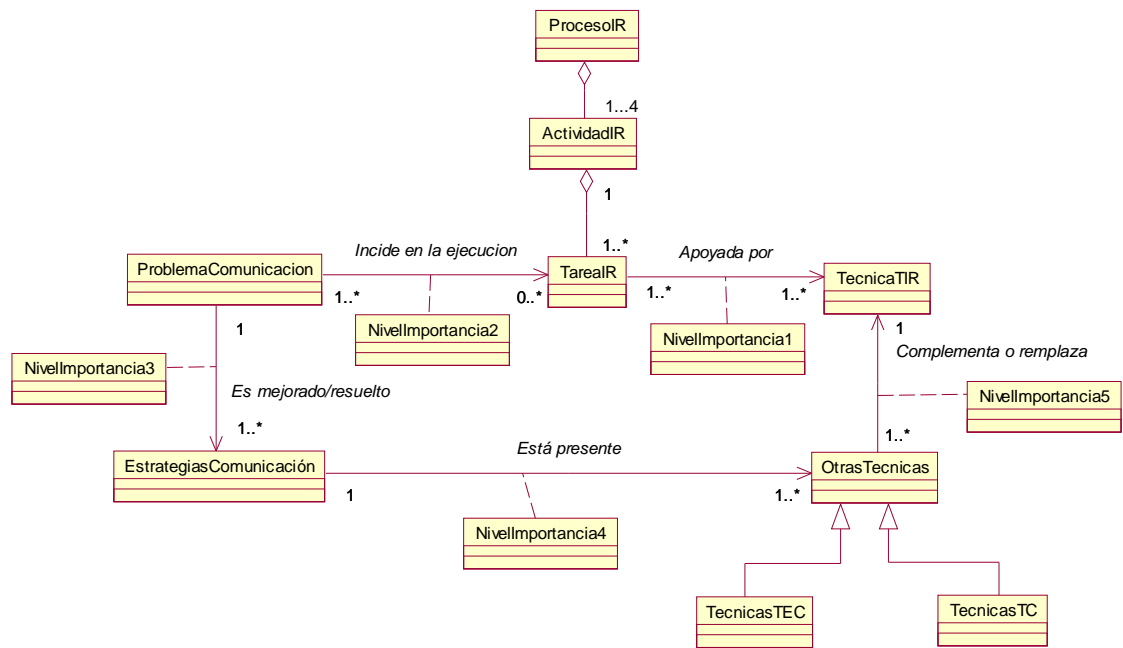 ProcesoIR
1...4
ActividadIR
1
1..*
Incide en la ejecucion
Apoyada por
ProblemaComunicacion
TareaIR
TecnicaTIR
1..*
0..*
1..*
1..*
1
NivelImportancia2
NivelImportancia1
1
Complementa o remplaza
NivelImportancia3
Es mejorado/resuelto
NivelImportancia5
1..*
Está presente
1..*
EstrategiasComunicación
OtrasTecnicas
1
1..*
NivelImportancia4
TecnicasTEC
TecnicasTC